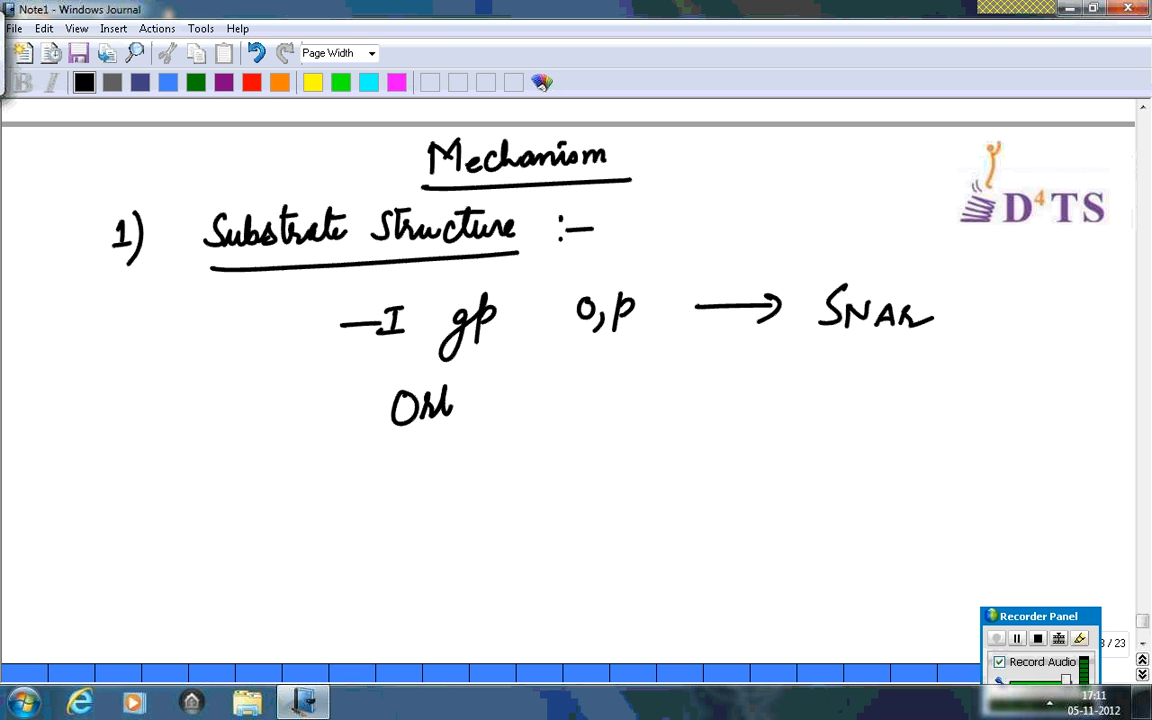 Note1 - Windows Journal
File Edit View Insert Actions Tools Help
Page Width
B I
Mechanism
D4TS
1) Substrate Structure :-
-I gp o,p → SNAr
Recorder Panel
/ 23
Record Audio
17:11
05-11-2012